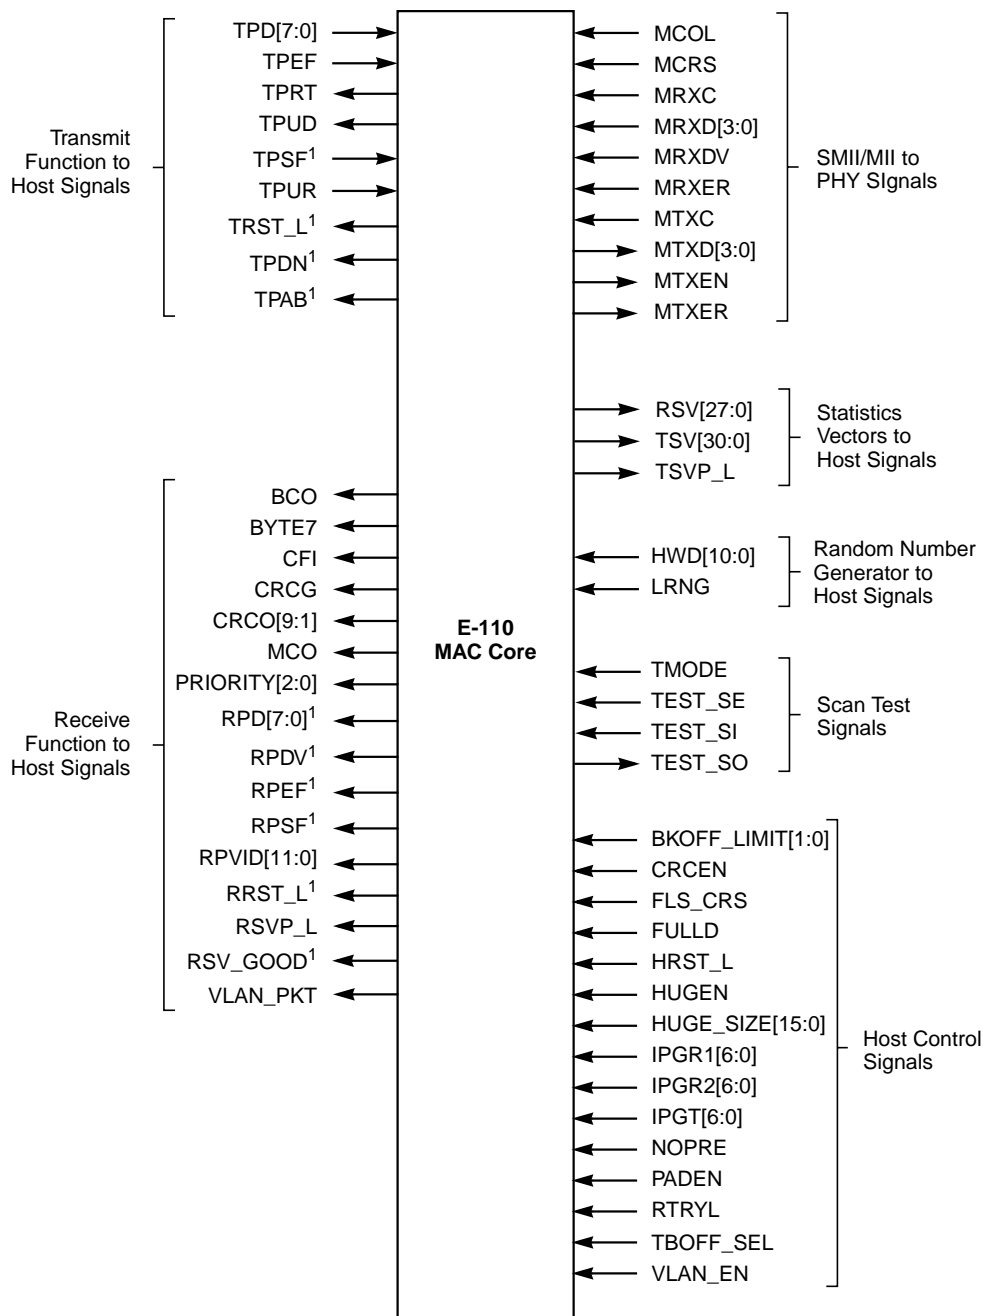 TPD[7:0]
TPEF
TPRT
TPUD
TPSF1
TPUR
TRST_L1
TPDN1
TPAB1
Transmit
Function to
Host Signals
BCO
BYTE7
CFI
CRCG
CRCO[9:1]
MCO
PRIORITY[2:0]
RPD[7:0]1
RPDV1
RPEF1
RPSF1
RPVID[11:0]
RRST_L1
RSVP_L
RSV_GOOD1
VLAN_PKT
Receive
Function to
Host Signals
E-110
MAC Core
MCOL
MCRS
MRXC
MRXD[3:0]
MRXDV
MRXER
MTXC
MTXD[3:0]
MTXEN
MTXER
SMII/MII to
PHY SIgnals
RSV[27:0]
TSV[30:0]
TSVP_L
Statistics
Vectors to
Host Signals
HWD[10:0]
LRNG
Random Number
Generator to
Host Signals
TMODE
TEST_SE
TEST_SI
TEST_SO
Scan Test
Signals
BKOFF_LIMIT[1:0]
CRCEN
FLS_CRS
FULLD
HRST_L
HUGEN
HUGE_SIZE[15:0]
IPGR1[6:0]
IPGR2[6:0]
IPGT[6:0]
NOPRE
PADEN
RTRYL
TBOFF_SEL
VLAN_EN
Host Control
Signals